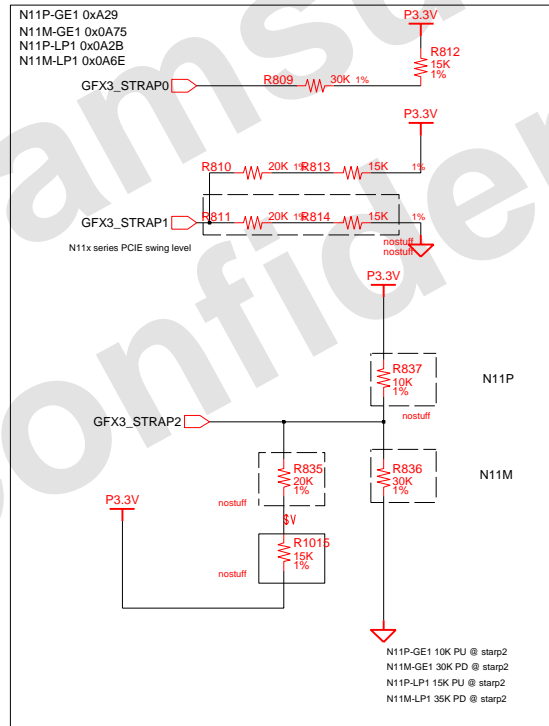 N11P-GE1 0xA29
N11M-GE1 0x0A75
N11P-LP1 0x0A2B
N11M-LP1 0x0A6E
P3.3V
R812
15K
1%
GFX3_STRAP0
R809
30K 1%
P3.3V
R810
20K 1%
R813
15K
1%
GFX3_STRAP1
R811
20K 1%
R814
15K
1%
N11x series PCIE swing level
nostuff
nostuff
P3.3V
R837
10K
1%
N11P
nostuff
GFX3_STRAP2
R835
20K
1%
R836
30K
1%
N11M
nostuff
P3.3V
$V
R1015
15K
1%
nostuff
N11P-GE1 10K PU @ starp2
N11M-GE1 30K PD @ starp2
N11P-LP1 15K PU @ starp2
N11M-LP1 35K PD @ starp2